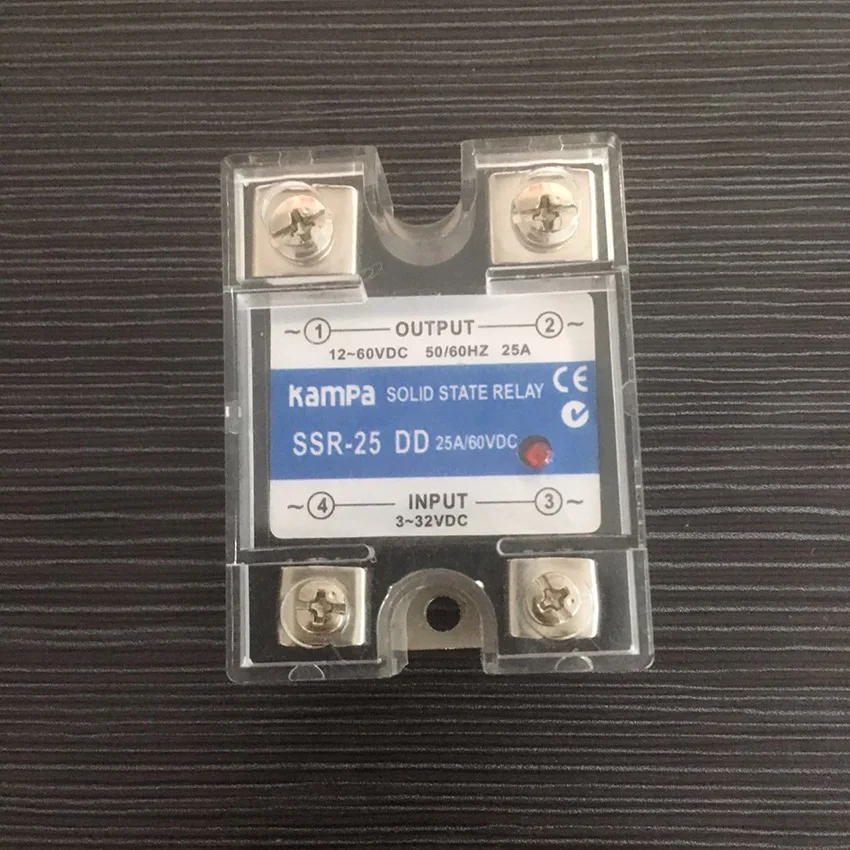 ~ 1 OUTPUT 2 ~
12~60VDC 50/60HZ 25A
kampa SOLID STATE RELAY CE
SSR-25 DD 25A/60VDC
~ 4 INPUT 3 ~
3~32VDC